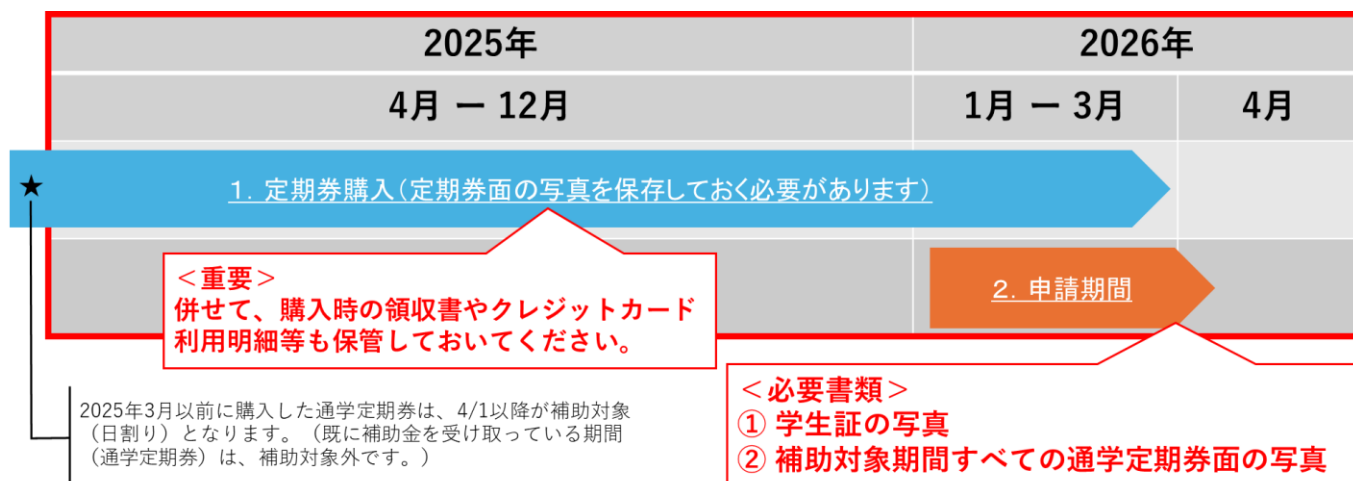 2025年
2026年
4月 ー 12月
1月 ー 3月
4月
★
1. 定期券購入(定期券面の写真を保存しておく必要があります)
<重要>
併せて、購入時の領収書やクレジットカード
利用明細等も保管しておいてください。
2. 申請期間
2025年3月以前に購入した通学定期券は、4/1以降が補助対象
(日割り)となります。(既に補助金を受け取っている期間
(通学定期券)は、補助対象外です。)
<必要書類>
① 学生証の写真
② 補助対象期間すべての通学定期券面の写真